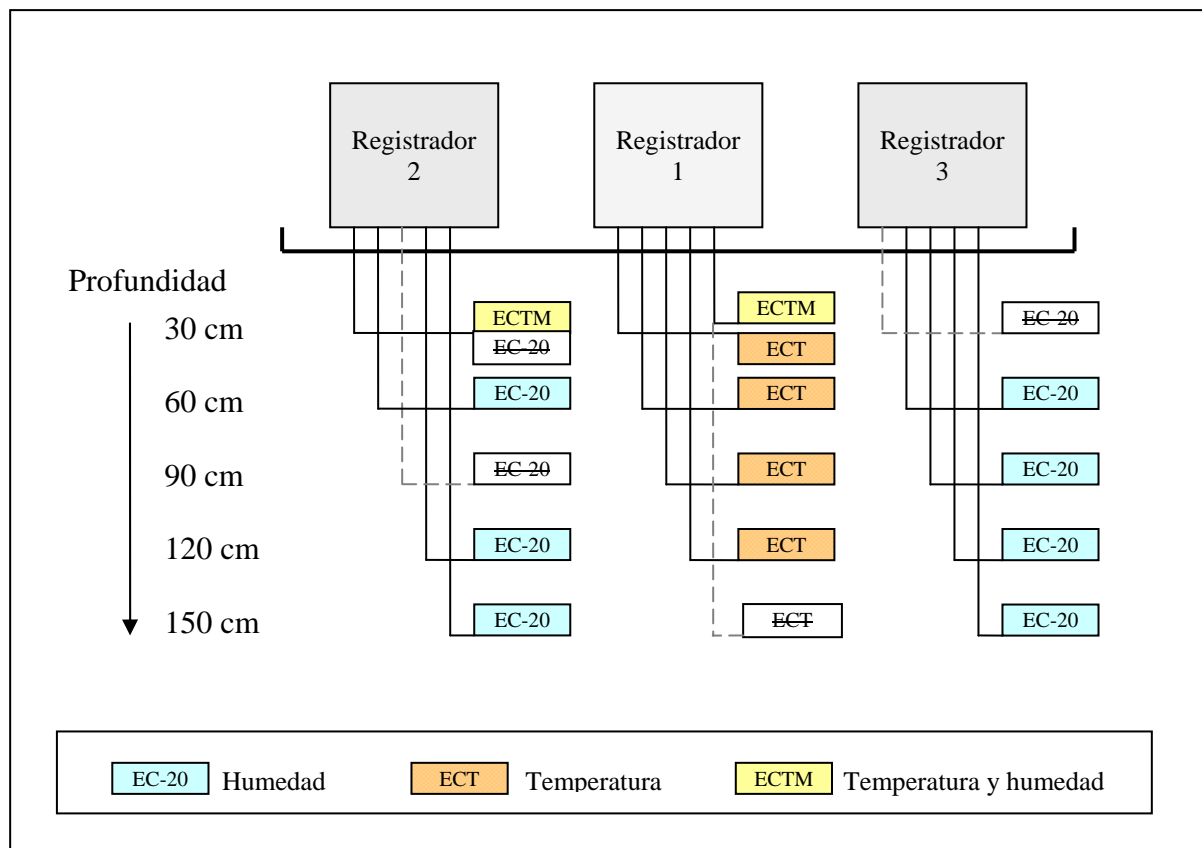 Registrador
2
Registrador
1
Registrador
3
Profundidad
30 cm
ECTM
EC-20
ECTM
ECT
EC-20
60 cm
EC-20
ECT
EC-20
90 cm
EC-20
ECT
EC-20
120 cm
EC-20
ECT
EC-20
150 cm
EC-20
ECT
EC-20
EC-20 Humedad
ECT Temperatura
ECTM Temperatura y humedad